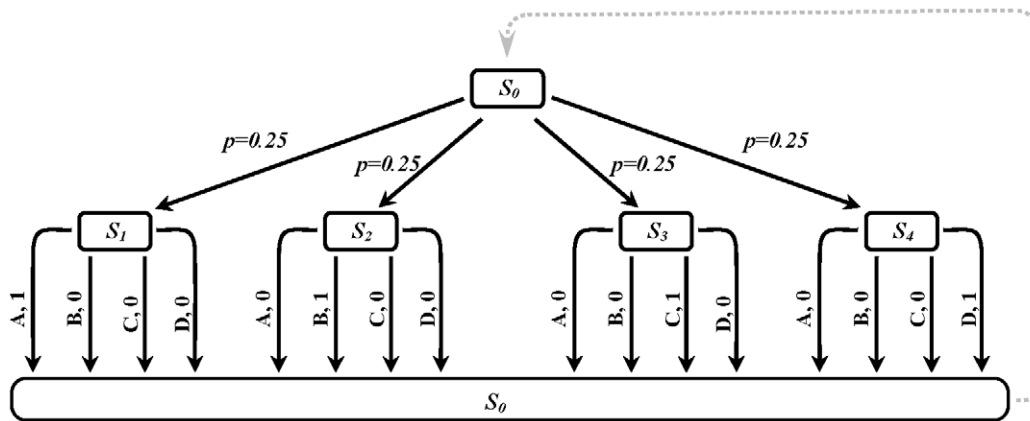 S0
p=0.25
p=0.25
p=0.25
p=0.25
S1
S2
S3
S4
A, 1
B, 0
C, 0
D, 0
A, 0
B, 1
C, 0
D, 0
A, 0
B, 0
C, 1
D, 0
A, 0
B, 0
C, 0
D, 1
S0